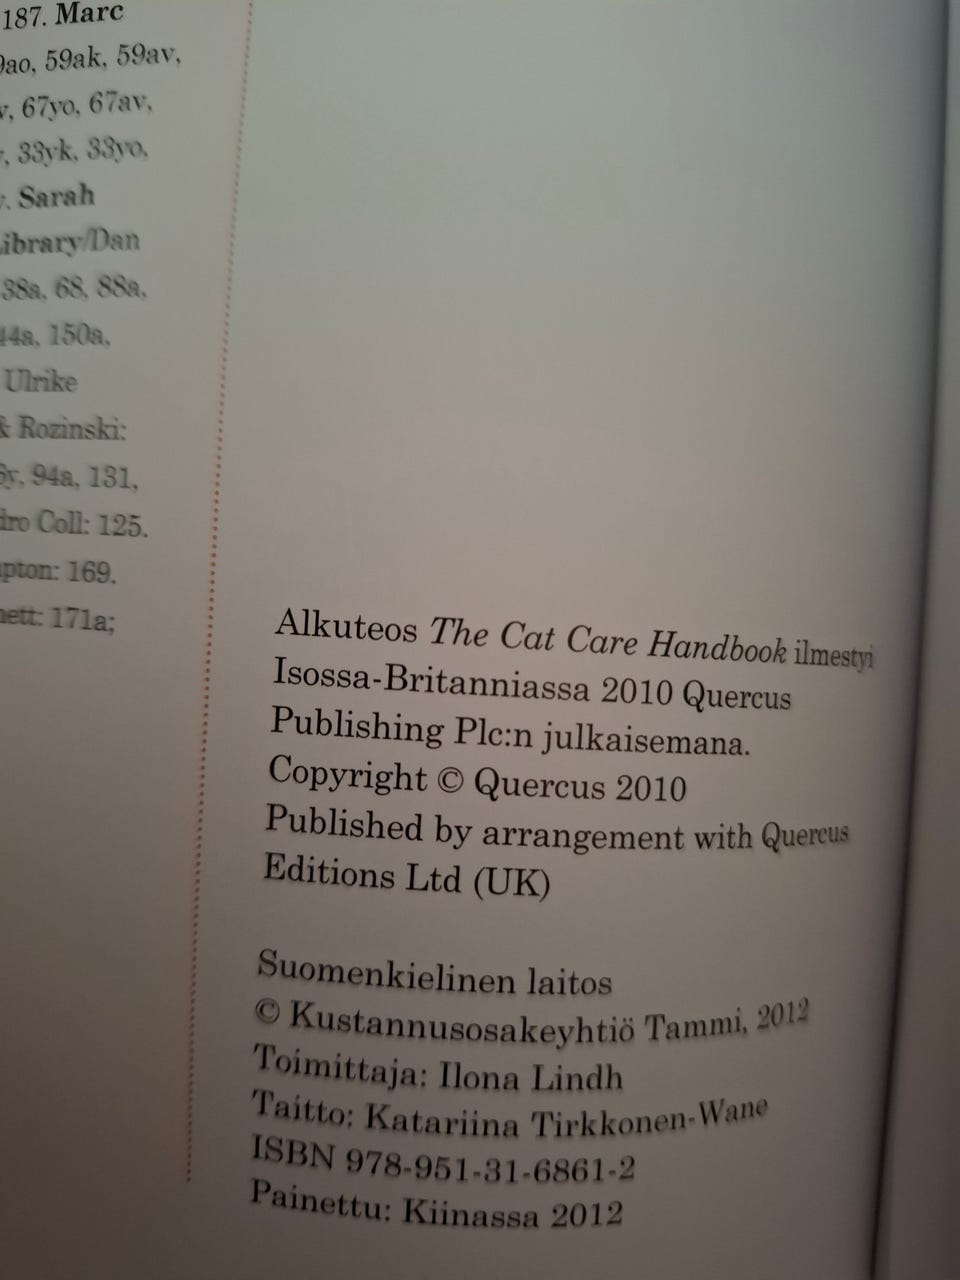 187. Marc
9ao, 59ak, 59av,
v, 67yo, 67av,
33yk, 33yo,
Sarah
Library/Dan
38a, 68, 88a,
44a, 150a,
Ulrike
& Rozinski:
94a, 131,
Coll: 125.
169.
171a;
Alkuteos The Cat Care Handbook ilmestyi
Isossa-Britanniassa 2010 Quercus
Publishing Plc:n julkaisemana.
Copyright © Quercus 2010
Published by arrangement with Quercus
Editions Ltd (UK)
Suomenkielinen laitos
© Kustannusosakeyhtiö Tammi, 2012
Toimittaja: Ilona Lindh
Taitto: Katariina Tirkkonen-Wane
ISBN 978-951-31-6861-2
Painettu: Kiinassa 2012